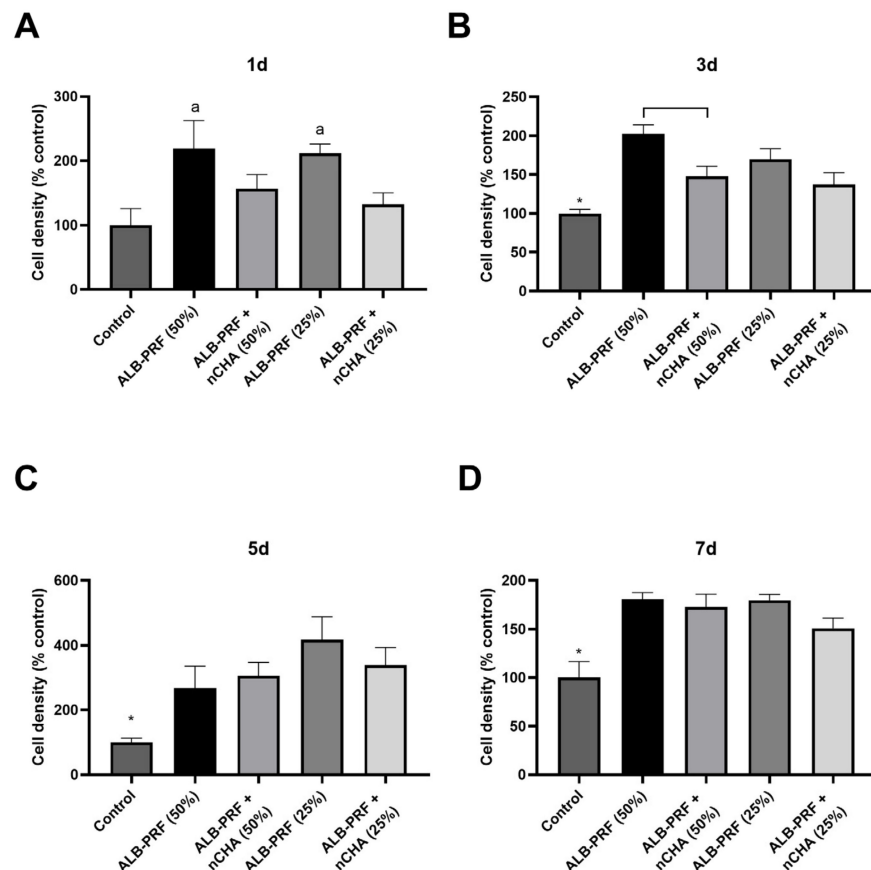 A
1d
Cell density (% control)
300
200
100
0
a
a
Control
ALB-PRF (50%)
ALB-PRF +
nCHA (50%)
ALB-PRF (25%)
ALB-PRF +
nCHA (25%)
B
3d
Cell density (% control)
250
200
150
100
50
0
*
Control
ALB-PRF (50%)
ALB-PRF +
nCHA (50%)
ALB-PRF (25%)
ALB-PRF +
nCHA (25%)
C
5d
Cell density (% control)
600
400
200
0
*
Control
ALB-PRF (50%)
ALB-PRF +
nCHA (50%)
ALB-PRF (25%)
ALB-PRF +
nCHA (25%)
D
7d
Cell density (% control)
200
150
100
50
0
*
Control
ALB-PRF (50%)
ALB-PRF +
nCHA (50%)
ALB-PRF (25%)
ALB-PRF +
nCHA (25%)